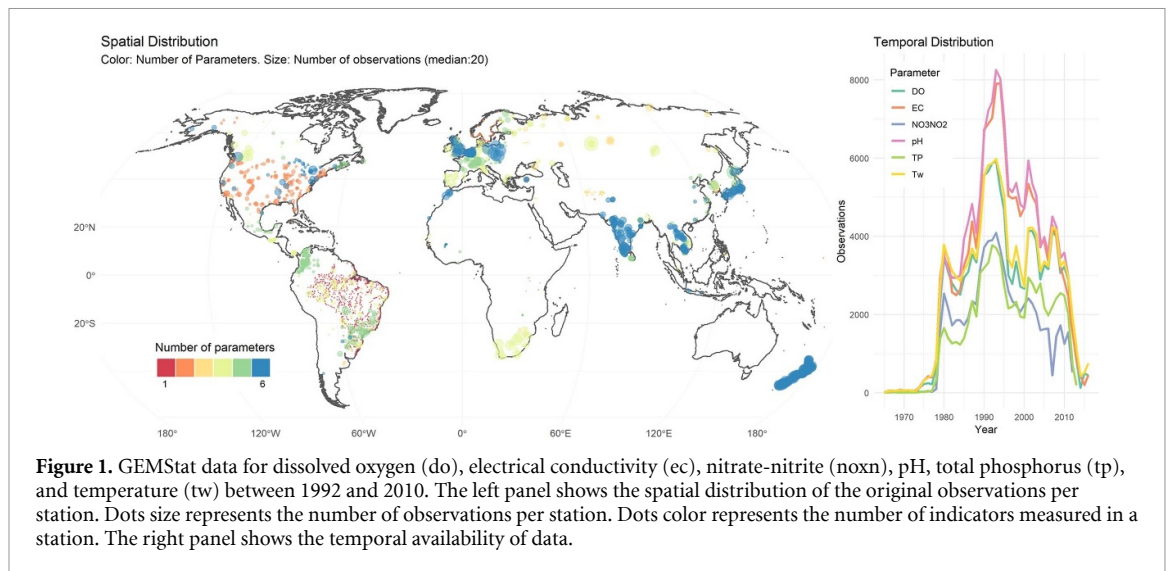 Spatial Distribution
Color: Number of Parameters. Size: Number of observations (median:20)
20°N
0°
20°S
Number of parameters
1 6
180° 120°W 60°W 0° 60°E 120°E 180°
Temporal Distribution
Parameter
DO
EC
NO3NO2
pH
TP
Tw
Observations
8000
6000
4000
2000
0
1970 1980 1990 2000 2010
Year
Figure 1. GEMStat data for dissolved oxygen (do), electrical conductivity (ec), nitrate-nitrite (noxn), pH, total phosphorus (tp),
and temperature (tw) between 1992 and 2010. The left panel shows the spatial distribution of the original observations per
station. Dots size represents the number of observations per station. Dots color represents the number of indicators measured in a
station. The right panel shows the temporal availability of data.